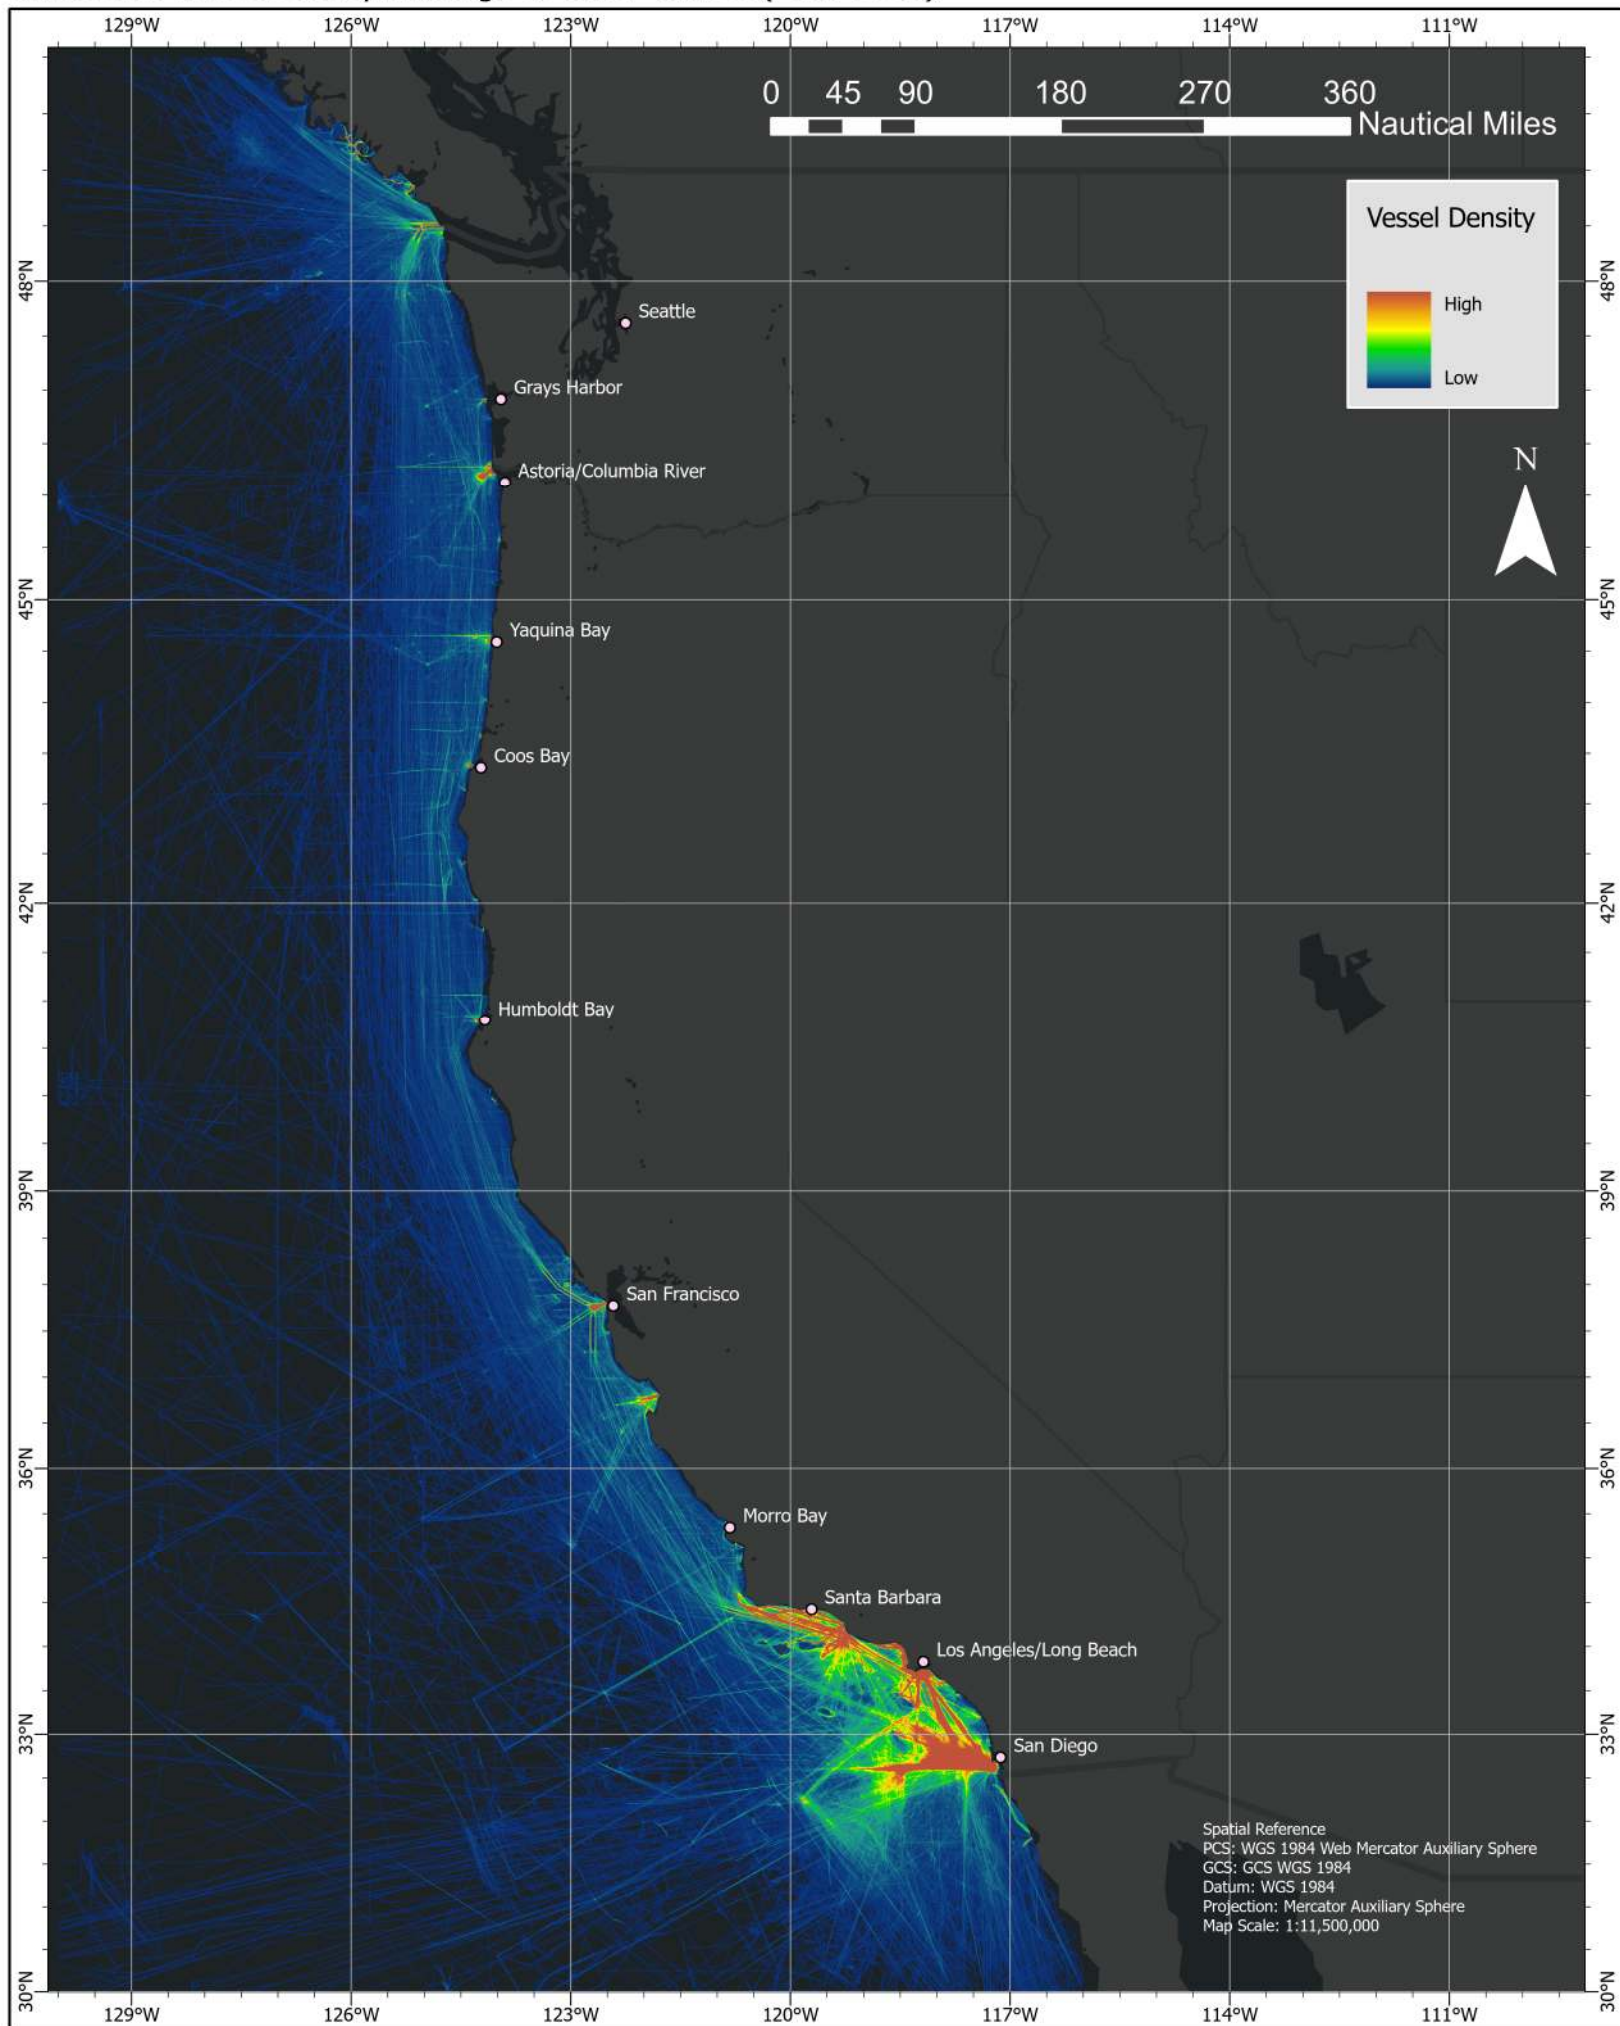 129°W 126°W 123°W 120°W 117°W 114°W 111°W
0 45 90 180 270 360
Nautical Miles
Vessel Density
High
Low
N
48°N 48°N
Seattle
Grays Harbor
Astoria/Columbia River
45°N 45°N
Yaquina Bay
Coos Bay
42°N 42°N
Humboldt Bay
39°N 39°N
San Francisco
36°N 36°N
Morro Bay
Santa Barbara
Los Angeles/Long Beach
33°N 33°N
San Diego
Spatial Reference
PCS: WGS 1984 Web Mercator Auxiliary Sphere
GCS: GCS WGS 1984
Datum: WGS 1984
Projection: Mercator Auxiliary Sphere
Map Scale: 1:11,500,000
30°N 30°N
129°W 126°W 123°W 120°W 117°W 114°W 111°W